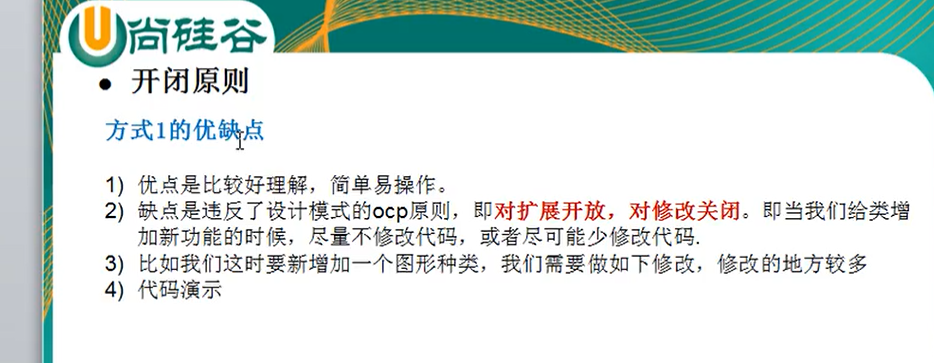 尚硅谷
● 开闭原则
方式1的优缺点
1) 优点是比较好理解，简单易操作。
2) 缺点是违反了设计模式的ocp原则，即对扩展开放，对修改关闭。即当我们给类增
加新功能的时候，尽量不修改代码，或者尽可能少修改代码.
3) 比如我们这时要新增加一个图形种类，我们需要做如下修改，修改的地方较多
4) 代码演示